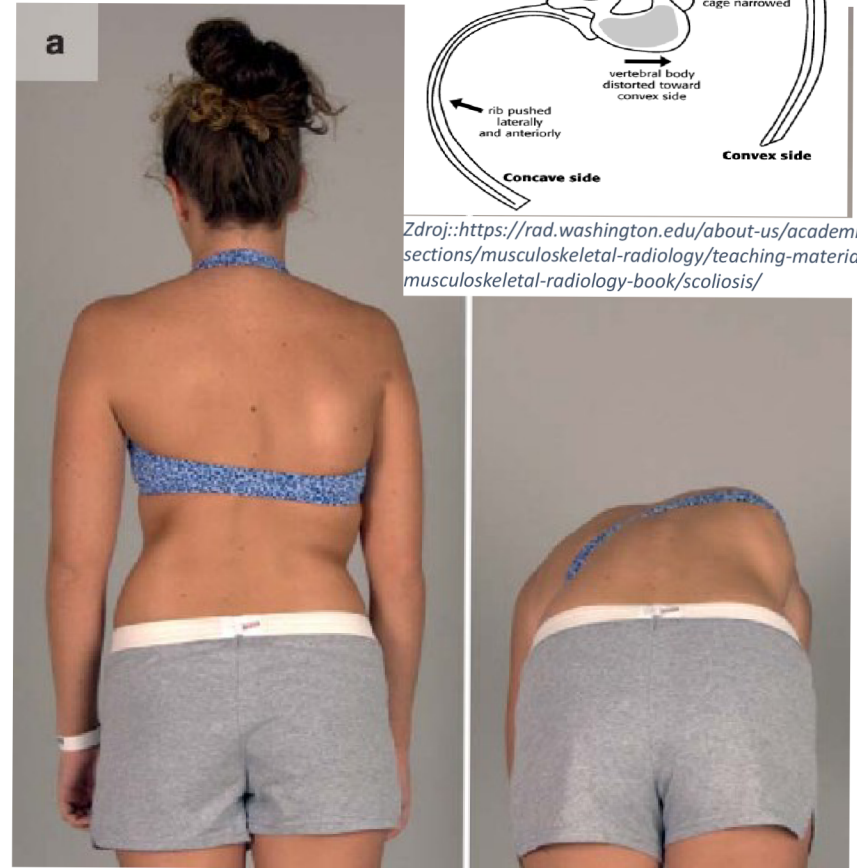 a
cage narrowed
vertebral body
distorted toward
convex side
rib pushed
laterally
and anteriorly
Convex side
Concave side
Zdroj::https://rad.washington.edu/about-us/academi
sections/musculoskeletal-radiology/teaching-materia
musculoskeletal-radiology-book/scoliosis/